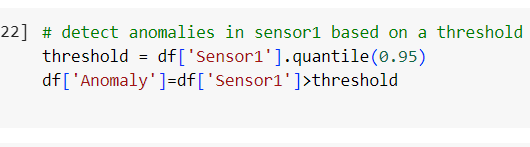 22] # detect anomalies in sensor1 based on a threshold
threshold = df['Sensor1'].quantile(0.95)
df['Anomaly']=df['Sensor1']>threshold